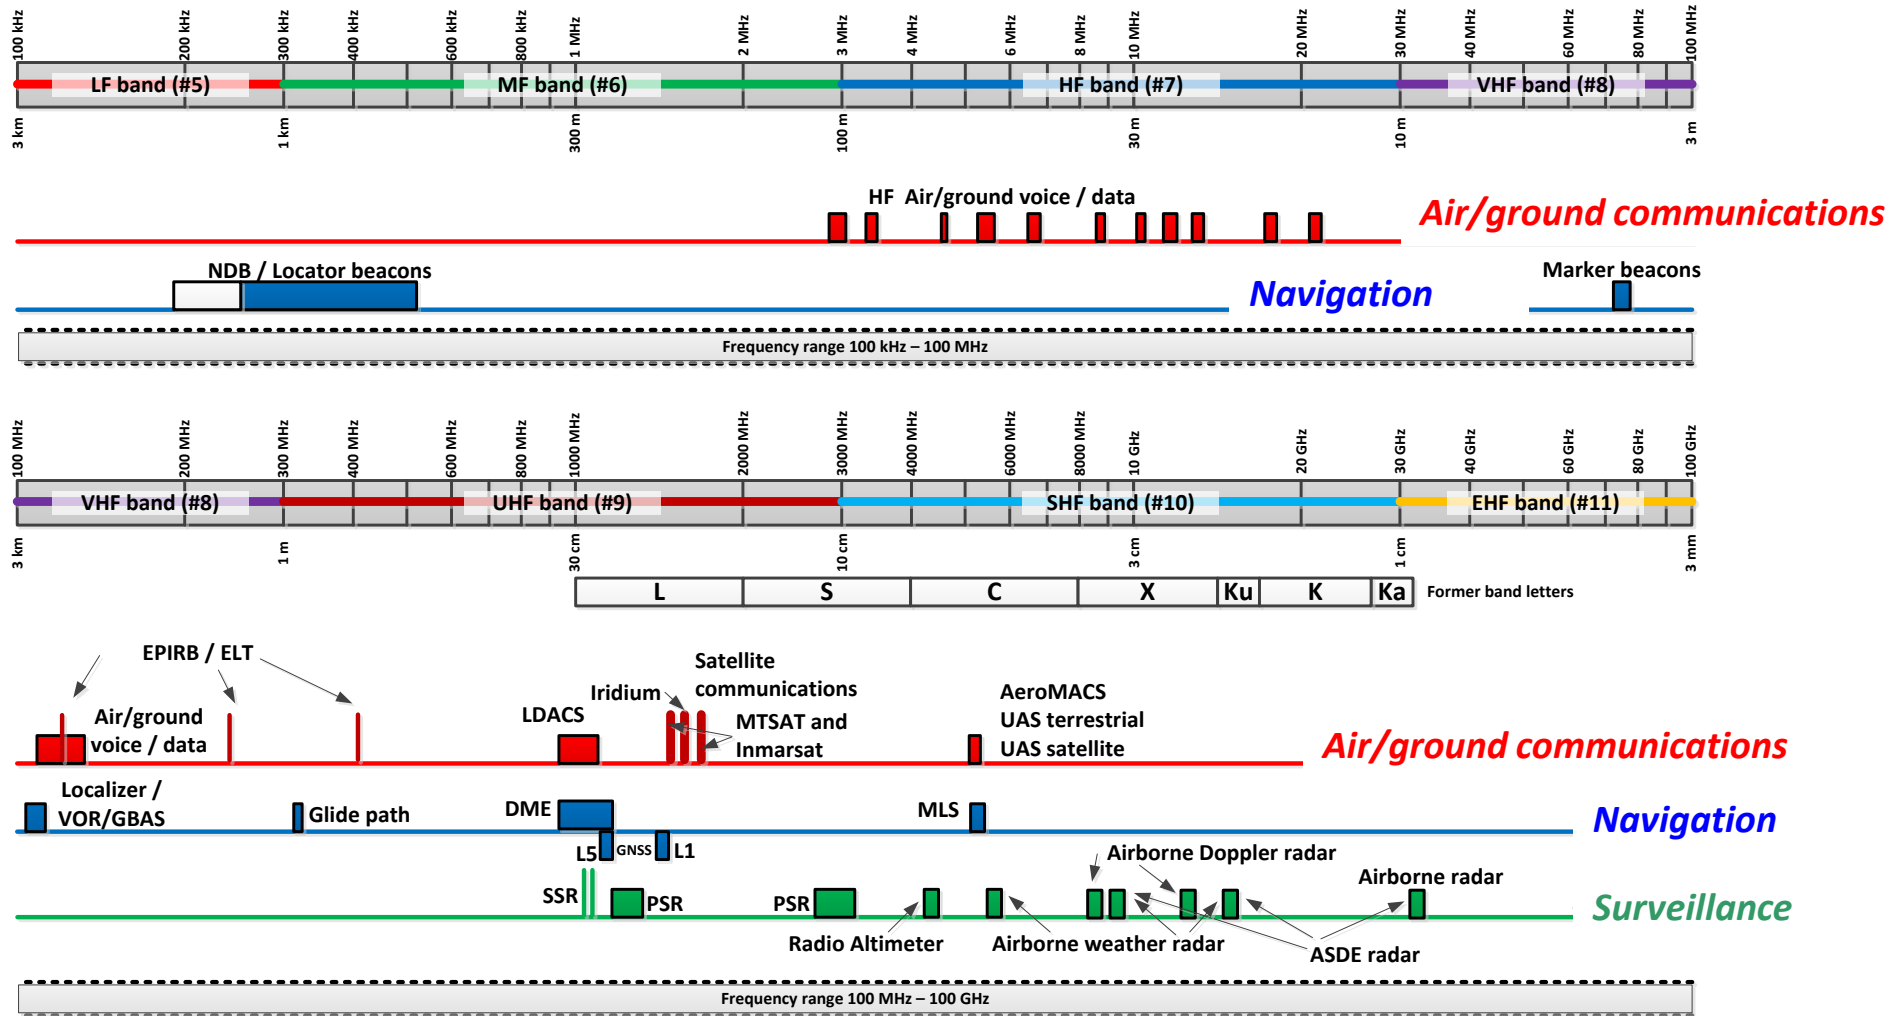 100 kHz
200 kHz
300 kHz
400 kHz
600 kHz
800 kHz
1 MHz
2 MHz
3 MHz
4 MHz
6 MHz
8 MHz
10 MHz
20 MHz
30 MHz
40 MHz
60 MHz
80 MHz
100 MHz
LF band (#5)
MF band (#6)
HF band (#7)
VHF band (#8)
3 km
1 km
300 m
100 m
30 m
10 m
3 m
HF Air/ground voice / data
Air/ground communications
NDB / Locator beacons
Navigation
Marker beacons
Frequency range 100 kHz – 100 MHz
100 MHz
200 MHz
300 MHz
400 MHz
600 MHz
800 MHz
1000 MHz
2000 MHz
3000 MHz
4000 MHz
6000 MHz
8000 MHz
10 GHz
20 GHz
30 GHz
40 GHz
60 GHz
80 GHz
100 GHz
VHF band (#8)
UHF band (#9)
SHF band (#10)
EHF band (#11)
3 km
1 m
30 cm
10 cm
3 cm
1 cm
3 mm
L
S
C
X
Ku
K
Ka
Former band letters
EPIRB / ELT
Air/ground
voice / data
LDACS
Iridium
Satellite
communications
MTSAT and
Inmarsat
AeroMACS
UAS terrestrial
UAS satellite
Air/ground communications
Localizer /
VOR/GBAS
Glide path
DME
MLS
Navigation
L5
GNSS
L1
SSR
PSR
PSR
Airborne Doppler radar
Airborne radar
Surveillance
Radio Altimeter
Airborne weather radar
ASDE radar
Frequency range 100 MHz – 100 GHz